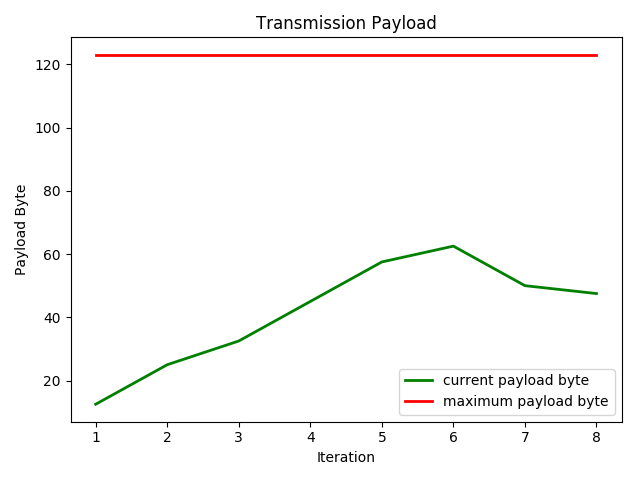 Transmission Payload
120
100
80
60
40
20
Payload Byte
current payload byte
maximum payload byte
1 2 3 4 5 6 7 8
Iteration